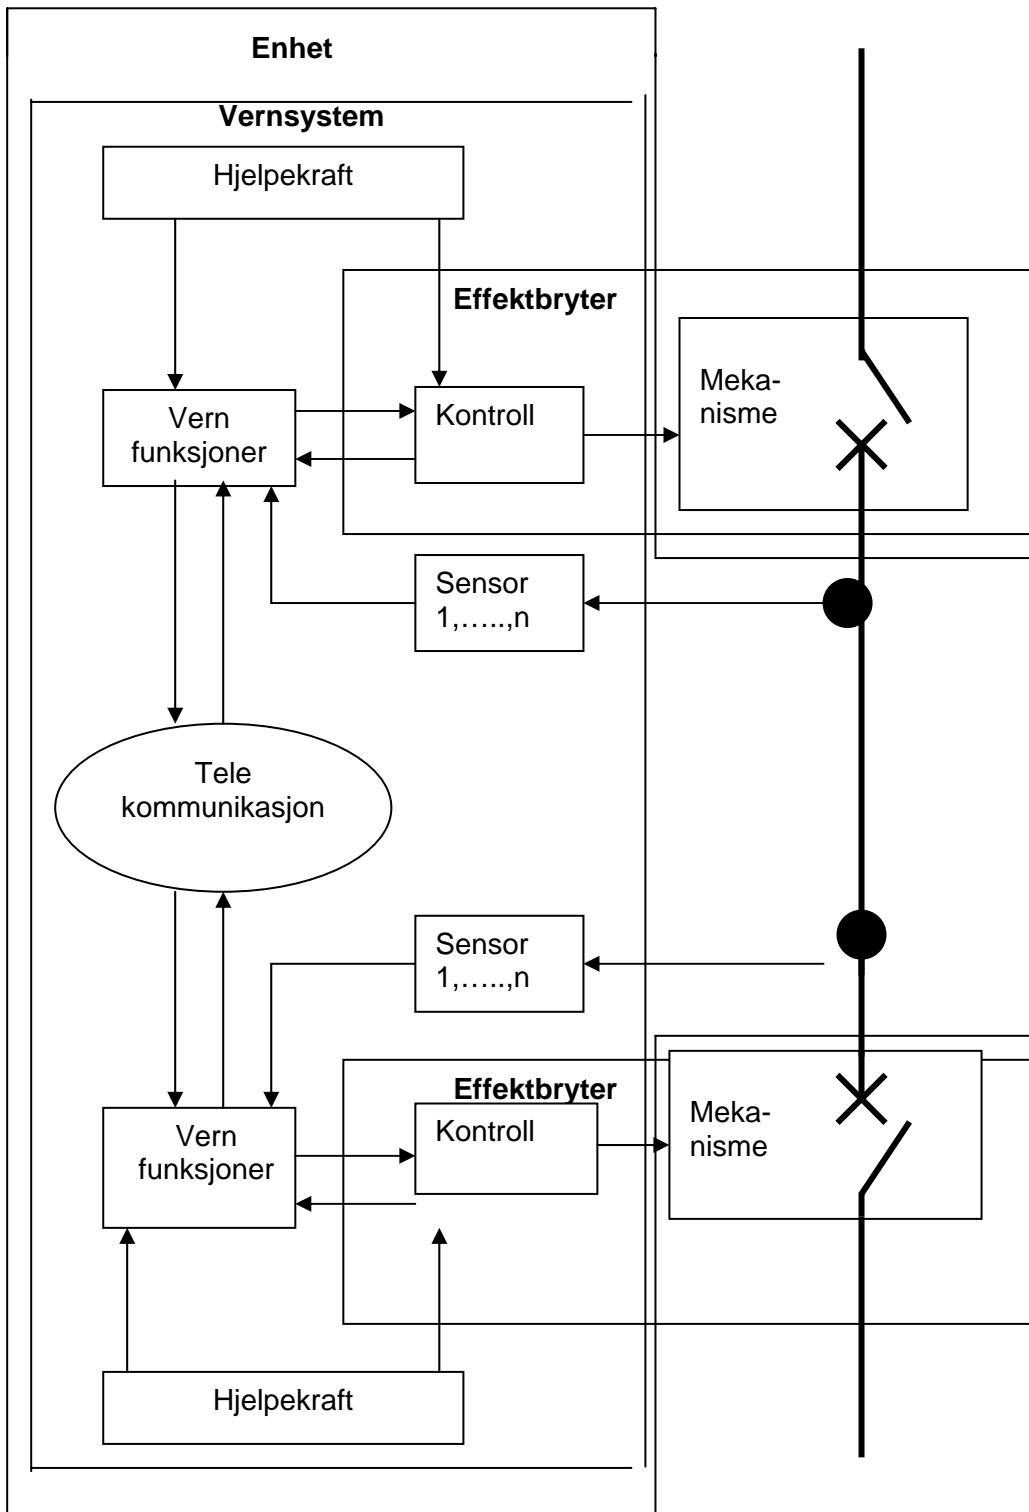 Enhet
Vernsystem
Hjelpekraft
Effektbryter
Meka-
nisme
Kontroll
Vern
funksjoner
Sensor
1,…..,n
Tele
kommunikasjon
Sensor
1,…..,n
Effektbryter
Kontroll
Meka-
nisme
Vern
funksjoner
Hjelpekraft